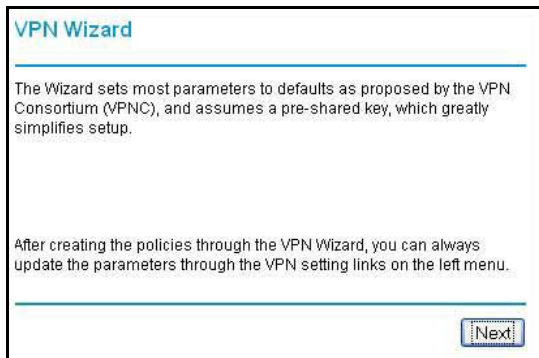 VPN Wizard
The Wizard sets most parameters to defaults as proposed by the VPN
Consortium (VPNC), and assumes a pre-shared key, which greatly
simplifies setup.
After creating the policies through the VPN Wizard, you can always
update the parameters through the VPN setting links on the left menu.
Next